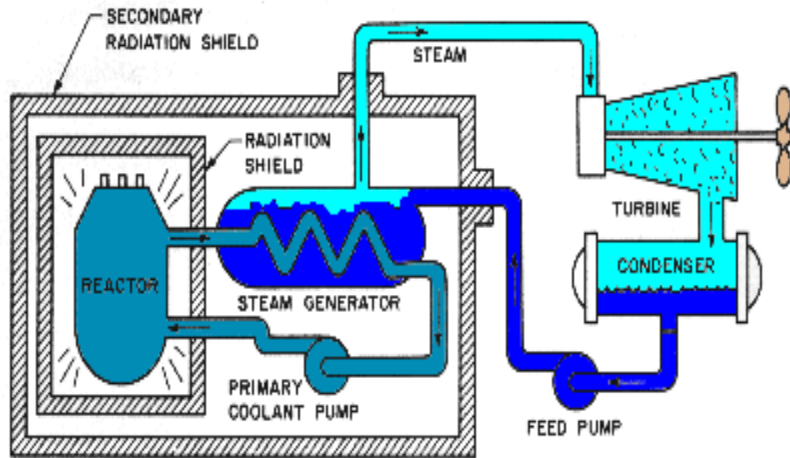 SECONDARY
RADIATION SHIELD
STEAM
RADIATION
SHIELD
TURBINE
REACTOR
STEAM GENERATOR
CONDENSER
PRIMARY
COOLANT PUMP
FEED PUMP